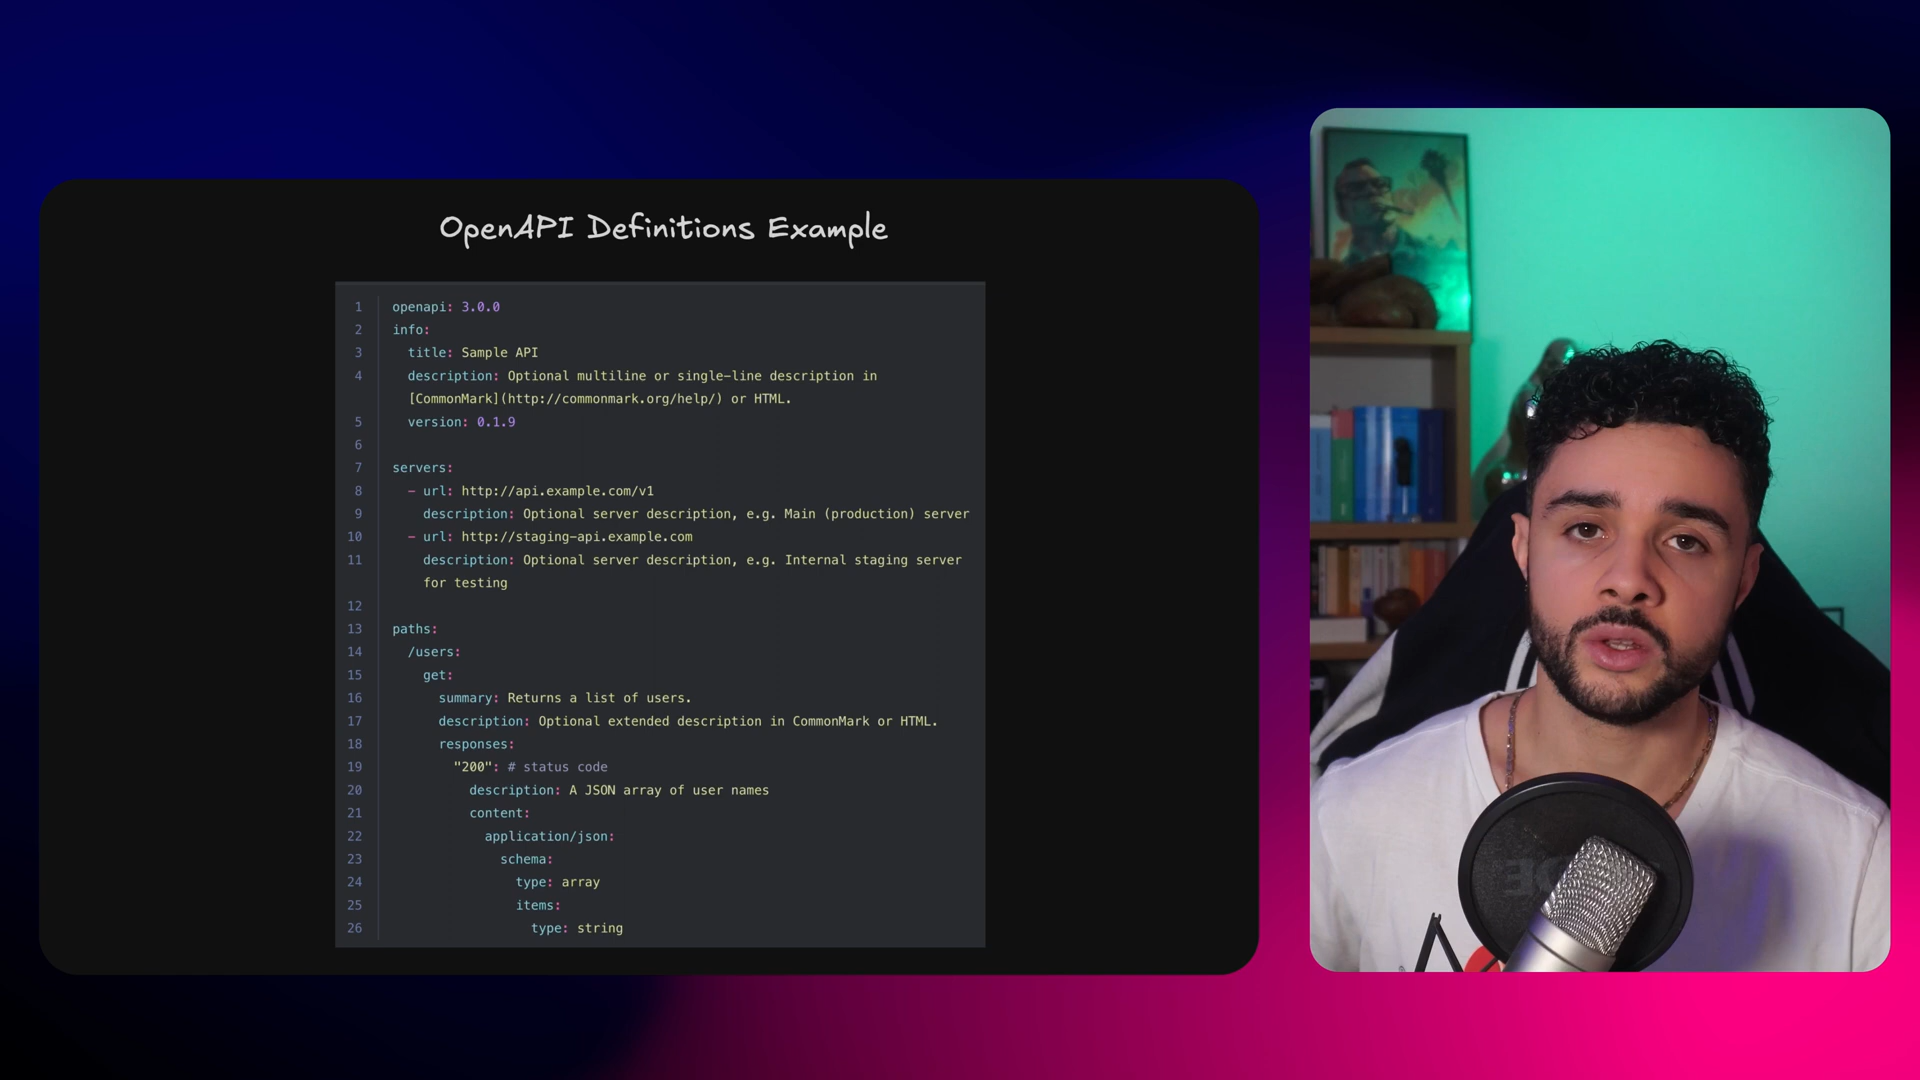 OpenAPI Definitions Example
1 openapi: 3.0.0
2 info:
3 title: Sample API
4 description: Optional multiline or single-line description in
[CommonMark](http://commonmark.org/help/) or HTML.
5 version: 0.1.9
6
7 servers:
8 - url: http://api.example.com/v1
9 description: Optional server description, e.g. Main (production) server
10 - url: http://staging-api.example.com
11 description: Optional server description, e.g. Internal staging server
for testing
12
13 paths:
14 /users:
15 get:
16 summary: Returns a list of users.
17 description: Optional extended description in CommonMark or HTML.
18 responses:
19 "200": # status code
20 description: A JSON array of user names
21 content:
22 application/json:
23 schema:
24 type: array
25 items:
26 type: string